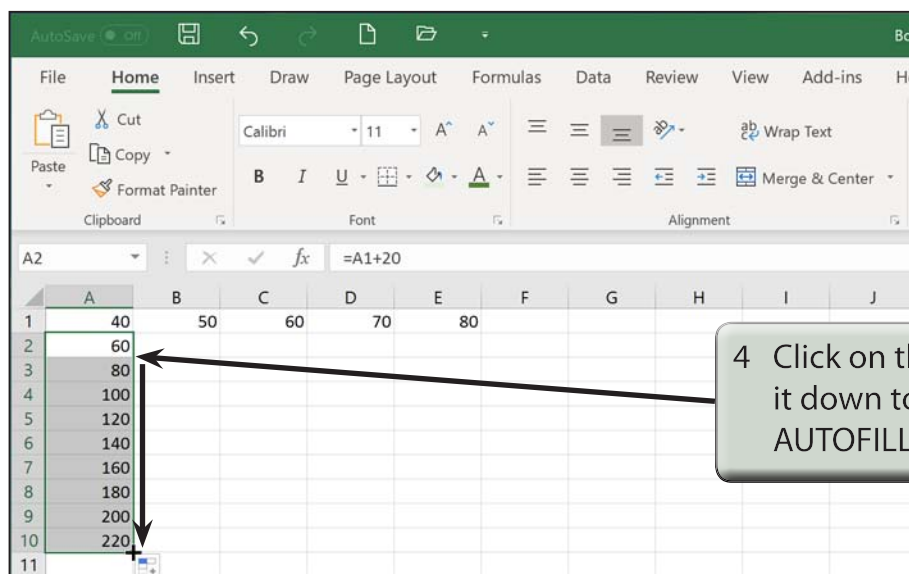 AutoSave Off
File Home Insert Draw Page Layout Formulas Data Review View Add-ins
Cut
Copy
Format Painter
Paste
Calibri 11 A^ A˅
B I U A
ab Wrap Text
Merge & Center
Clipboard Font Alignment
A2 fx =A1+20
A B C D E F G H I J
1 40 50 60 70 80
2 60
3 80
4 100
5 120
6 140
7 160
8 180
9 200
10 220
11
4 Click on
it down
AUTOFILL